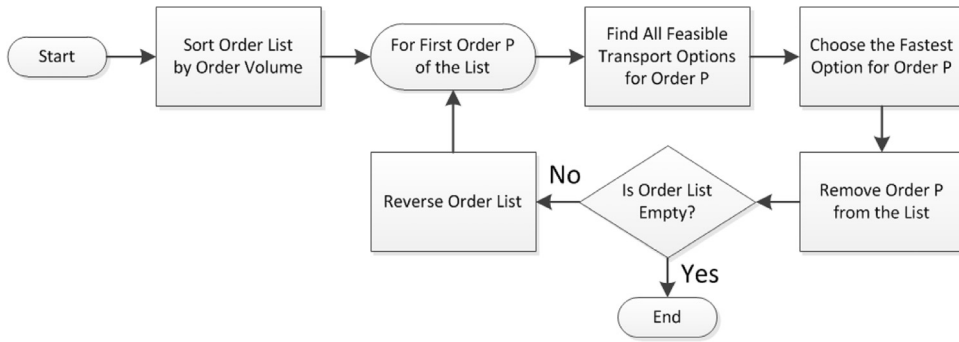 Start
Sort Order List
by Order Volume
For First Order P
of the List
Find All Feasible
Transport Options
for Order P
Choose the Fastest
Option for Order P
Reverse Order List
No
Is Order List
Empty?
Remove Order P
from the List
Yes
End